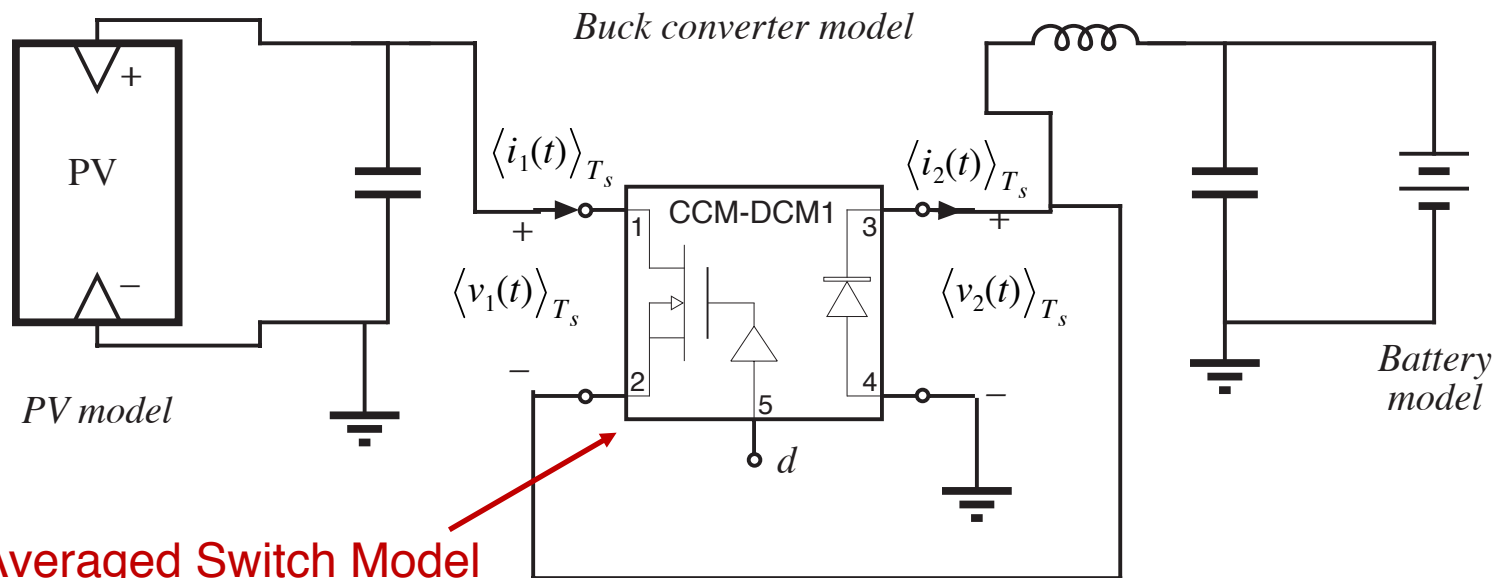 Buck converter model
+
PV
−
PV model
⟨i₁(t)⟩Tₛ
+
⟨v₁(t)⟩Tₛ
−
CCM-DCM1
1
2
3
4
5
d
⟨i₂(t)⟩Tₛ
+
⟨v₂(t)⟩Tₛ
−
Battery
model
Averaged Switch Model